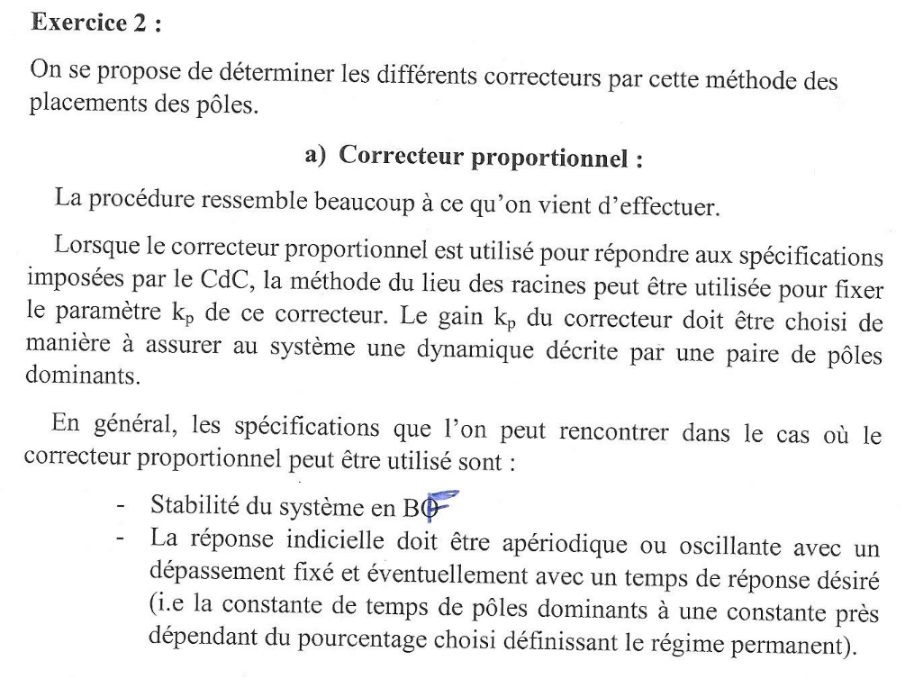 Exercice 2 :
On se propose de déterminer les différents correcteurs par cette méthode des
placements des pôles.
a) Correcteur proportionnel :
La procédure ressemble beaucoup à ce qu'on vient d'effectuer.
Lorsque le correcteur proportionnel est utilisé pour répondre aux spécifications
imposées par le CdC, la méthode du lieu des racines peut être utilisée pour fixer
le paramètre kp de ce correcteur. Le gain kp du correcteur doit être choisi de
manière à assurer au système une dynamique décrite par une paire de pôles
dominants.
En général, les spécifications que l'on peut rencontrer dans le cas où le
correcteur proportionnel peut être utilisé sont :
- Stabilité du système en BF
- La réponse indicielle doit être apériodique ou oscillante avec un
dépassement fixé et éventuellement avec un temps de réponse désiré
(i.e la constante de temps de pôles dominants à une constante près
dépendant du pourcentage choisi définissant le régime permanent).